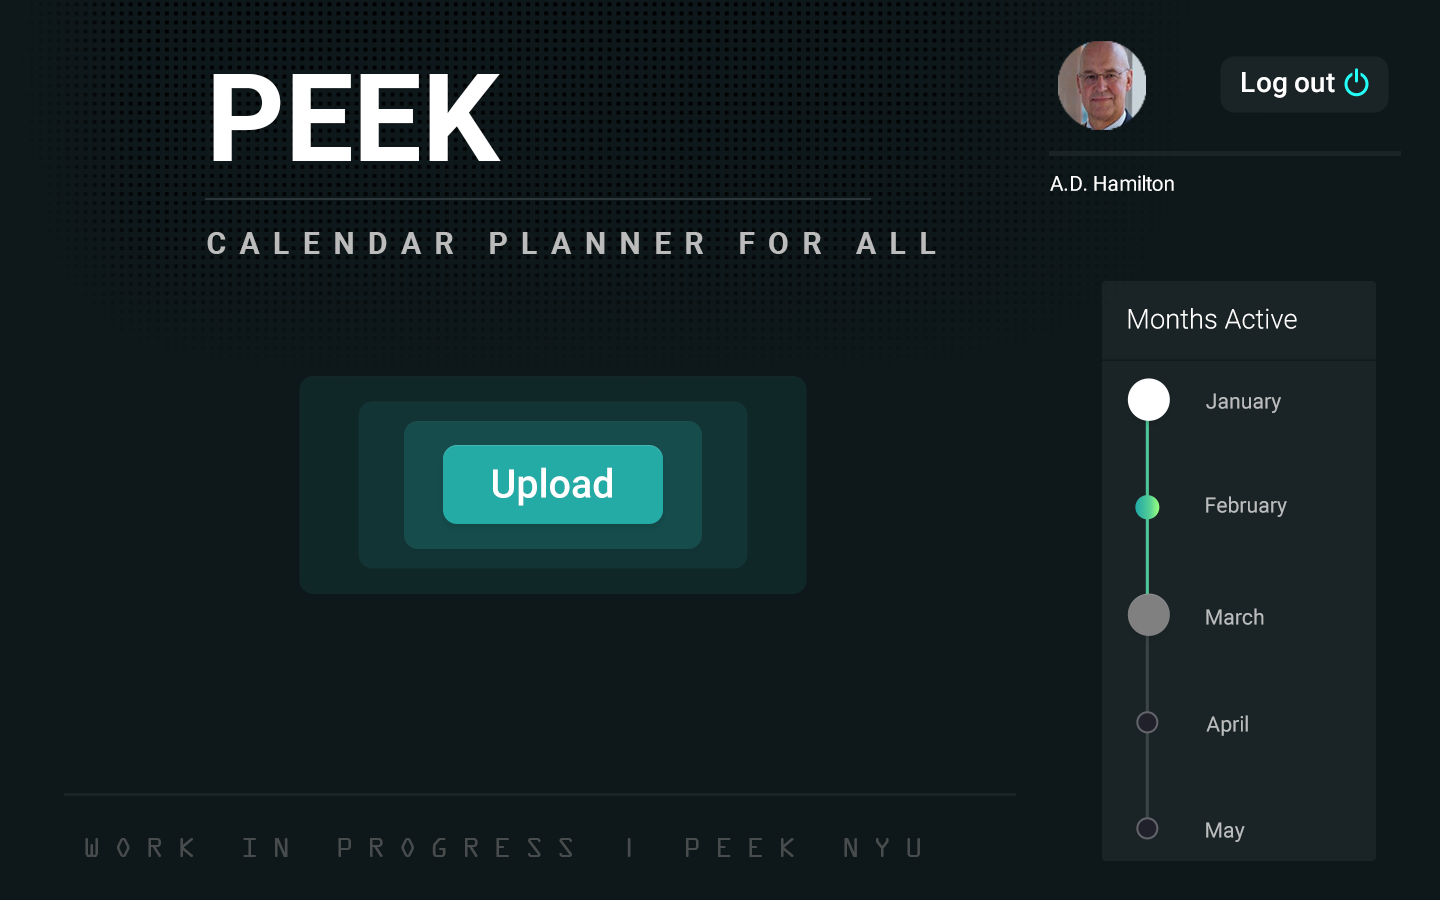 PEEK
Log out
A.D. Hamilton
CALENDAR PLANNER FOR ALL
Months Active
January
Upload
February
March
April
May
WORK IN PROGRESS | PEEK NYU